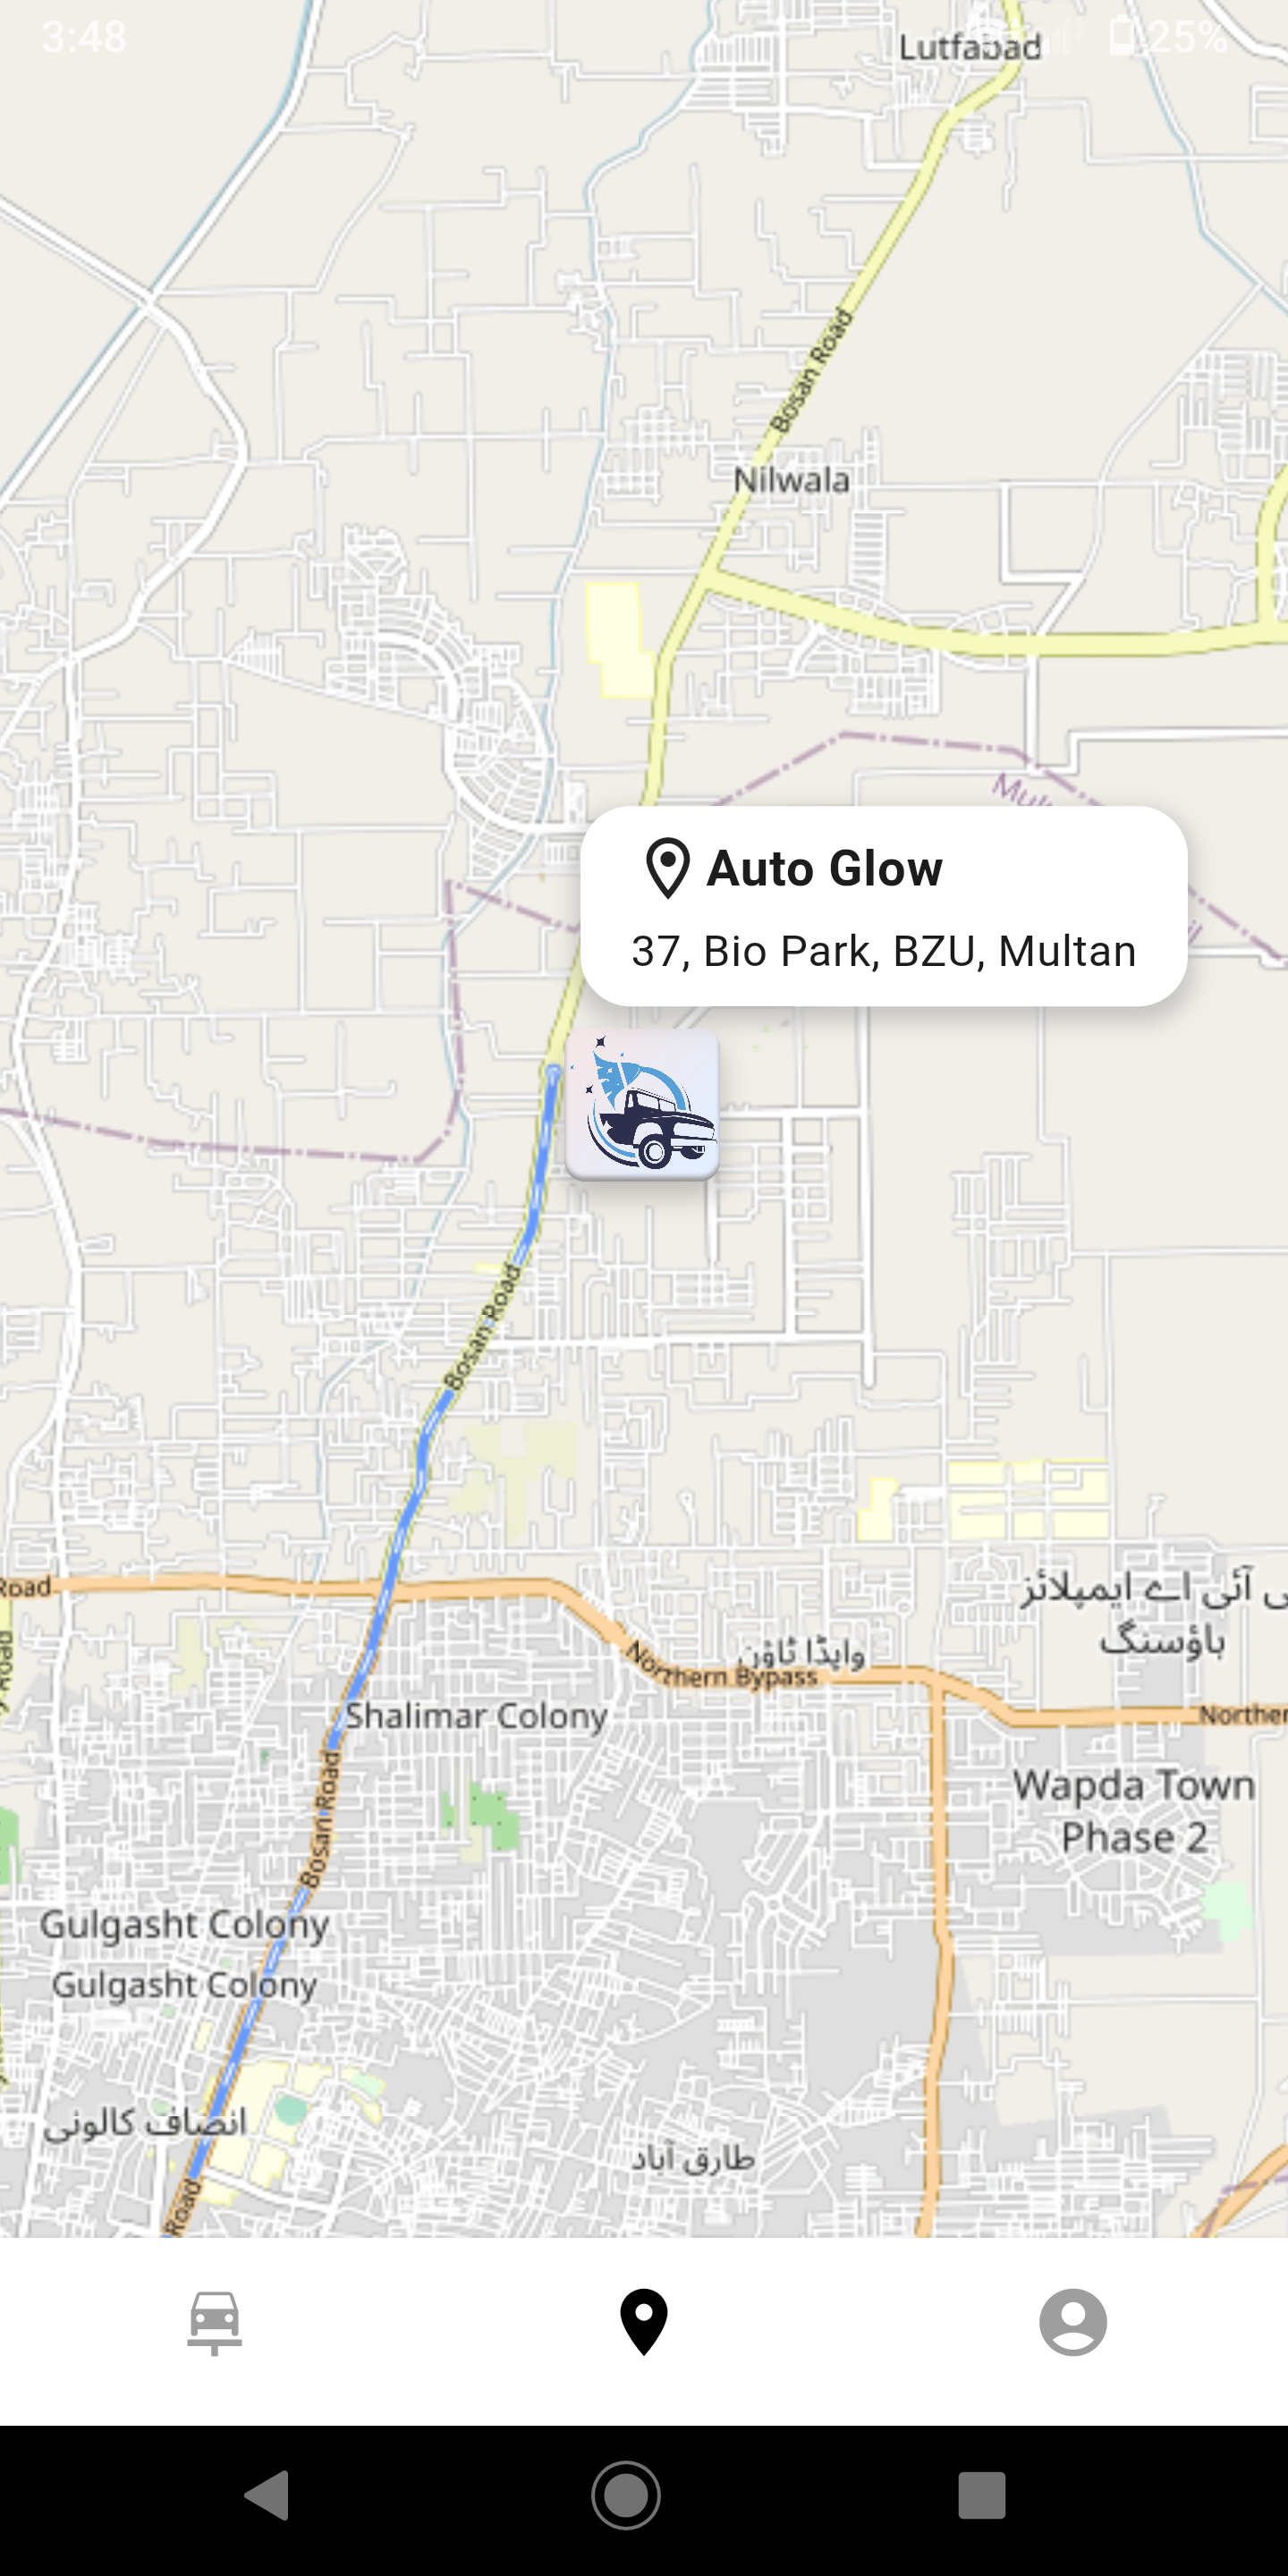 3:48
25%
Lutfabad
Bosan Road
Nilwala
Auto Glow
37, Bio Park, BZU, Multan
Bosan Road
Road
ی آئی اے ایمپلائز
ہاؤسنگ
واپڈا ٹاؤن
Northern Bypass
Shalimar Colony
Wapda Town
Phase 2
Bosan Road
Gulgasht Colony
Gulgasht Colony
انصاف کالونی
طارق آباد
Road